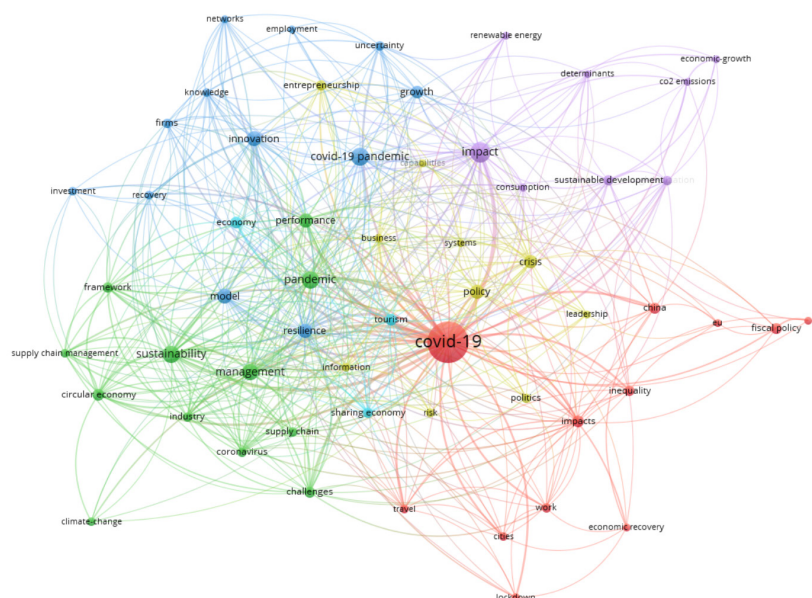 networks
employment
renewable energy
uncertainty
economic-growth
determinants
co2 emissions
entrepreneurship
knowledge
growth
firms
innovation
covid-19 pandemic
impact
capabilities
sustainable development
consumption
investment
recovery
economy
performance
business
systems
crisis
pandemic
framework
model
policy
china
leadership
tourism
eu
fiscal policy
resilience
covid-19
supply chain management
sustainability
information
management
inequality
circular economy
politics
industry
sharing economy
risk
impacts
supply chain
coronavirus
challenges
travel
work
climate-change
economic recovery
cities
lockdown